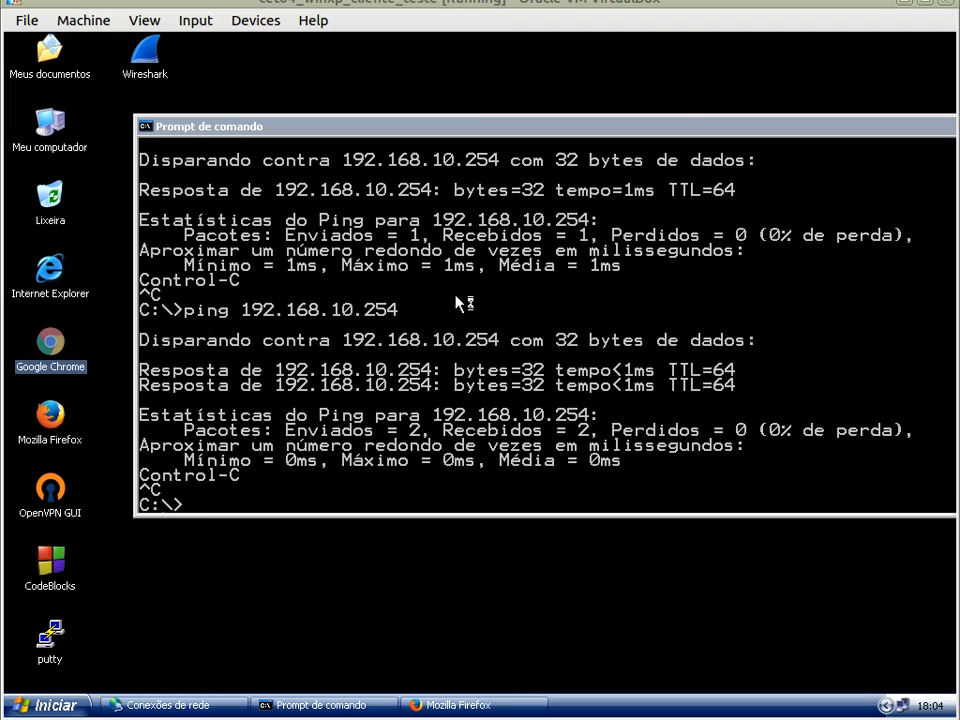 File Machine View Input Devices Help
Meus documentos
Wireshark
Meu computador
Lixeira
Internet Explorer
Google Chrome
Mozilla Firefox
OpenVPN GUI
CodeBlocks
putty
Prompt de comando
Disparando contra 192.168.10.254 com 32 bytes de dados:
Resposta de 192.168.10.254: bytes=32 tempo=1ms TTL=64
Estatísticas do Ping para 192.168.10.254:
Pacotes: Enviados = 1, Recebidos = 1, Perdidos = 0 (0% de perda),
Aproximar um número redondo de vezes em milissegundos:
Mínimo = 1ms, Máximo = 1ms, Média = 1ms
Control-C
^C
C:\>ping 192.168.10.254
Disparando contra 192.168.10.254 com 32 bytes de dados:
Resposta de 192.168.10.254: bytes=32 tempo<1ms TTL=64
Resposta de 192.168.10.254: bytes=32 tempo<1ms TTL=64
Estatísticas do Ping para 192.168.10.254:
Pacotes: Enviados = 2, Recebidos = 2, Perdidos = 0 (0% de perda),
Aproximar um número redondo de vezes em milissegundos:
Mínimo = 0ms, Máximo = 0ms, Média = 0ms
Control-C
^C
C:\>
Iniciar Conexões de rede Prompt de comando Mozilla Firefox 18:04